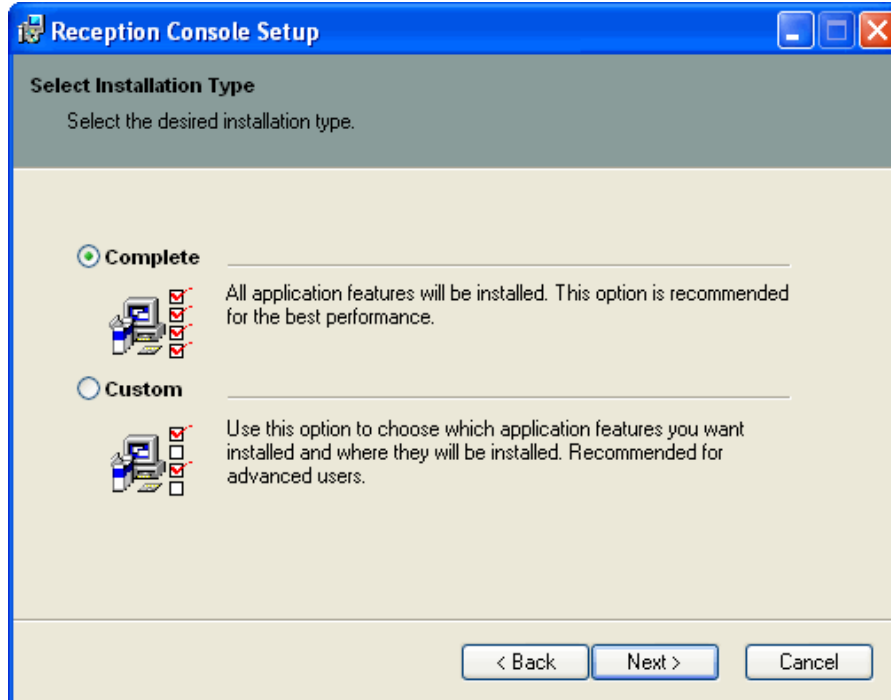 Reception Console Setup
Select Installation Type
Select the desired installation type.
Complete
All application features will be installed. This option is recommended
for the best performance.
Custom
Use this option to choose which application features you want
installed and where they will be installed. Recommended for
advanced users.
< Back
Next >
Cancel